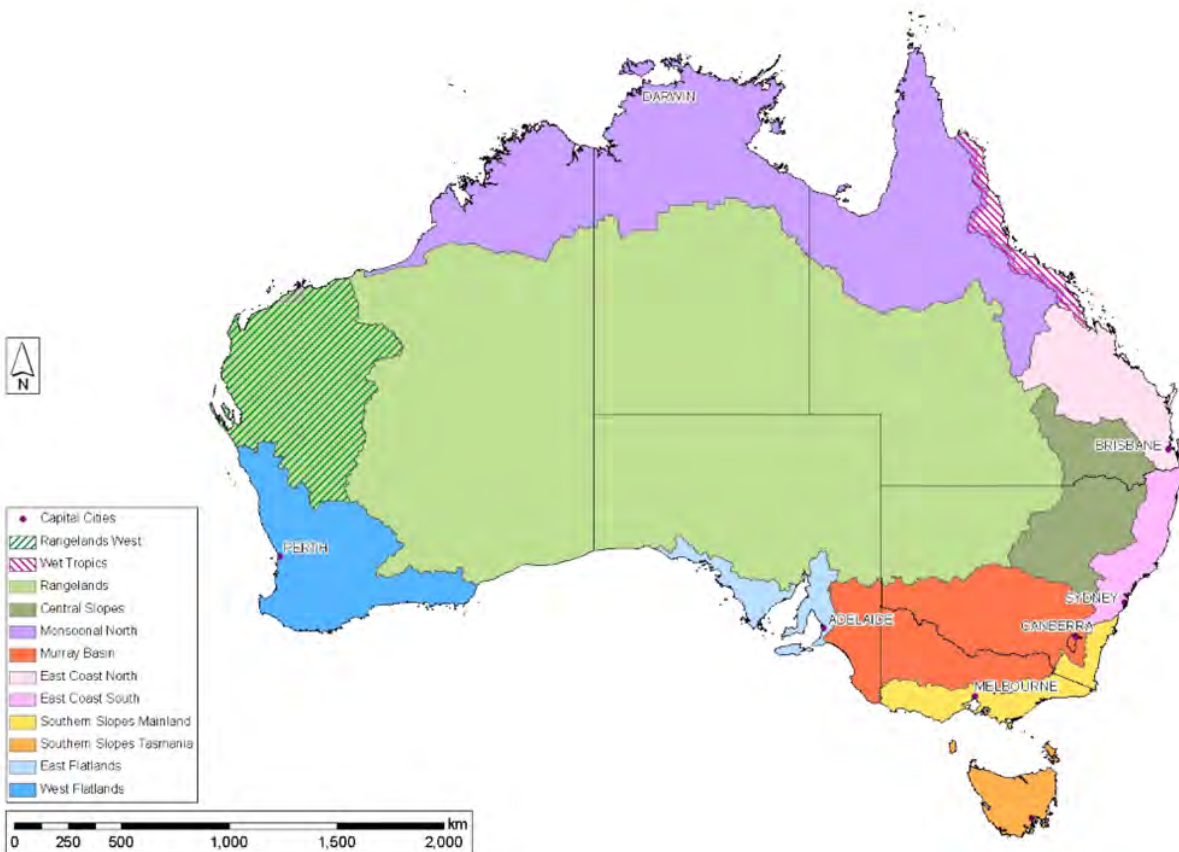 DARWIN
N
BRISBANE
Capital Cities
Rangelands West
PERTH
Wet Tropics
Rangelands
SYDNEY
Central Slopes
ADELAIDE
CANBERRA
Monsoonal North
Murray Basin
East Coast North
MELBOURNE
East Coast South
Southern Slopes Mainland
Southern Slopes Tasmania
East Flatlands
West Flatlands
km
0 250 500 1,000 1,500 2,000